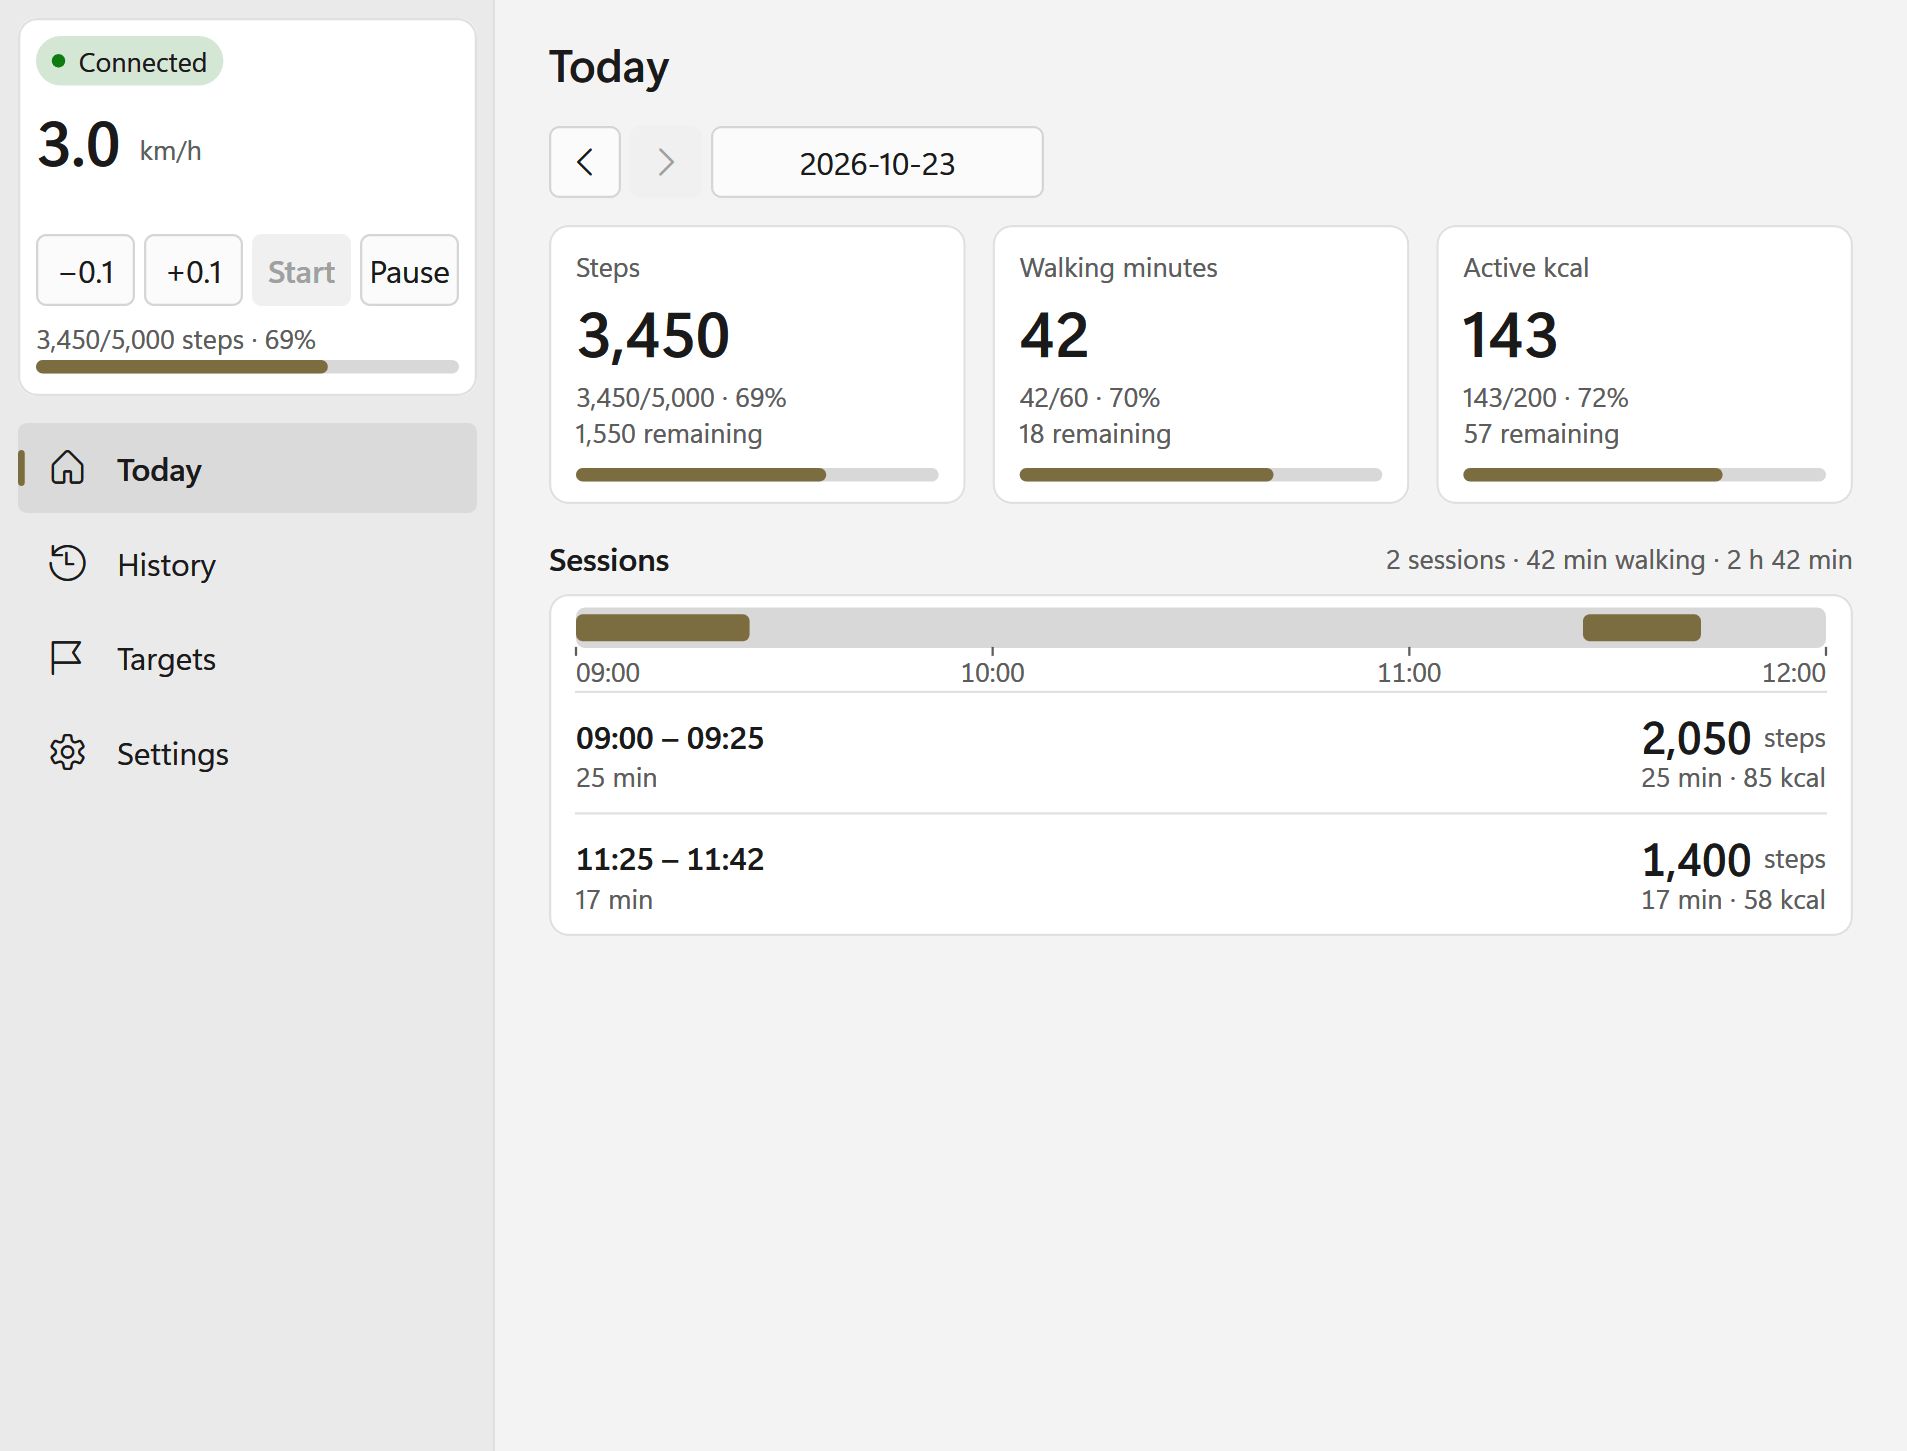 Connected
3.0 km/h
−0.1 +0.1 Start Pause
3,450/5,000 steps · 69%
Today
History
Targets
Settings
Today
2026-10-23
Steps
3,450
3,450/5,000 · 69%
1,550 remaining
Walking minutes
42
42/60 · 70%
18 remaining
Active kcal
143
143/200 · 72%
57 remaining
Sessions
2 sessions · 42 min walking · 2 h 42 min
09:00 10:00 11:00 12:00
09:00 – 09:25
25 min
2,050 steps
25 min · 85 kcal
11:25 – 11:42
17 min
1,400 steps
17 min · 58 kcal